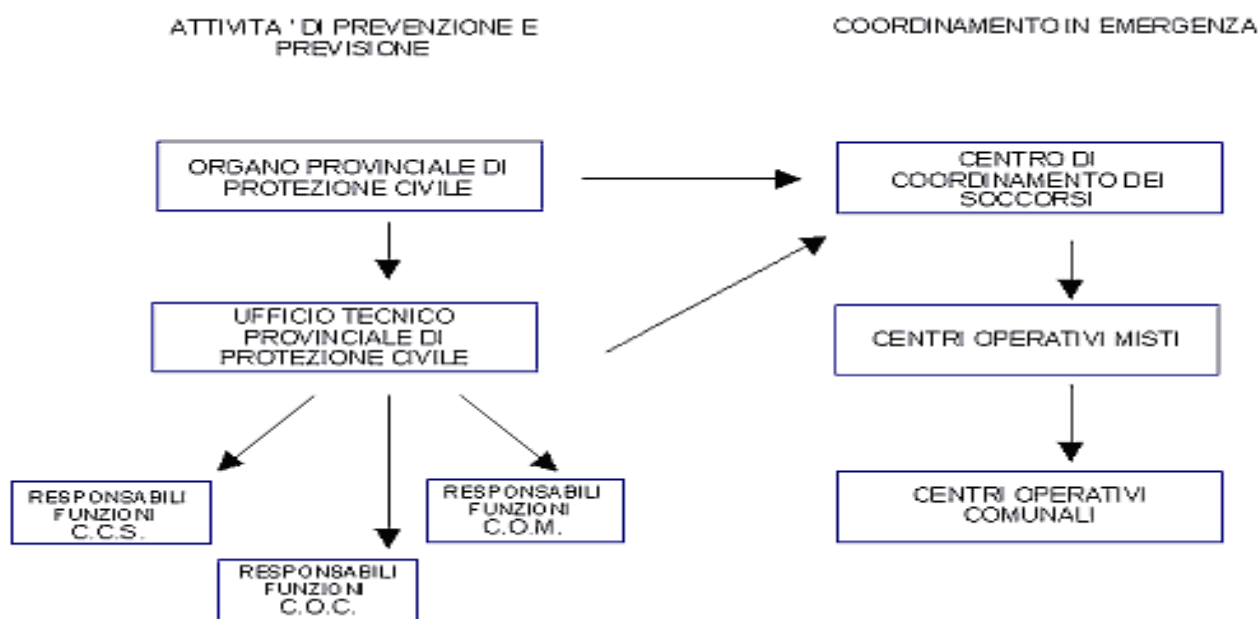 ATTIVITA ' DI PREVENZIONE E
PREVISIONE
COORDINAMENTO IN EMERGENZA
ORGANO PROVINCIALE DI
PROTEZIONE CIVILE
CENTRO DI
COORDINAMENTO DEI
SOCCORSI
UFFICIO TECNICO
PROVINCIALE DI
PROTEZIONE CIVILE
CENTRI OPERATIVI MISTI
RESPONSABILI
FUNZIONI
C.C.S.
RESPONSABILI
FUNZIONI
C.O.M.
CENTRI OPERATIVI
COMUNALI
RESPONSABILI
FUNZIONI
C.O.C.